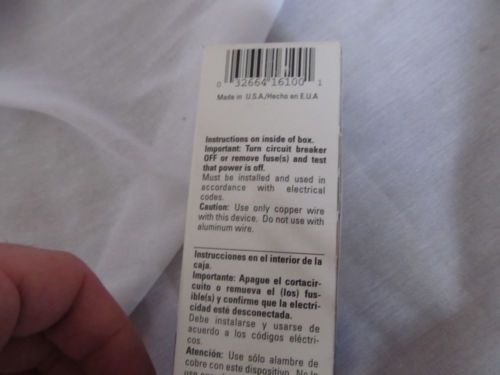 0 32664 16100 1
Made in U.S.A./Hecho en E.U.A
Instructions on inside of box.
Important: Turn circuit breaker
OFF or remove fuse(s) and test
that power is off.
Must be installed and used in
accordance with electrical
codes.
Caution: Use only copper wire
with this device. Do not use with
aluminum wire.
Instrucciones en el interior de la
caja.
Importante: Apague el cortacir-
cuito o remueva el (los) fus-
ible(s) y confirme que la electri-
cidad esté desconectada.
Debe instalarse y usarse de
acuerdo a los códigos eléctri-
cos.
Atención: Use sólo alambre de
cobre con este dispositivo. No lo